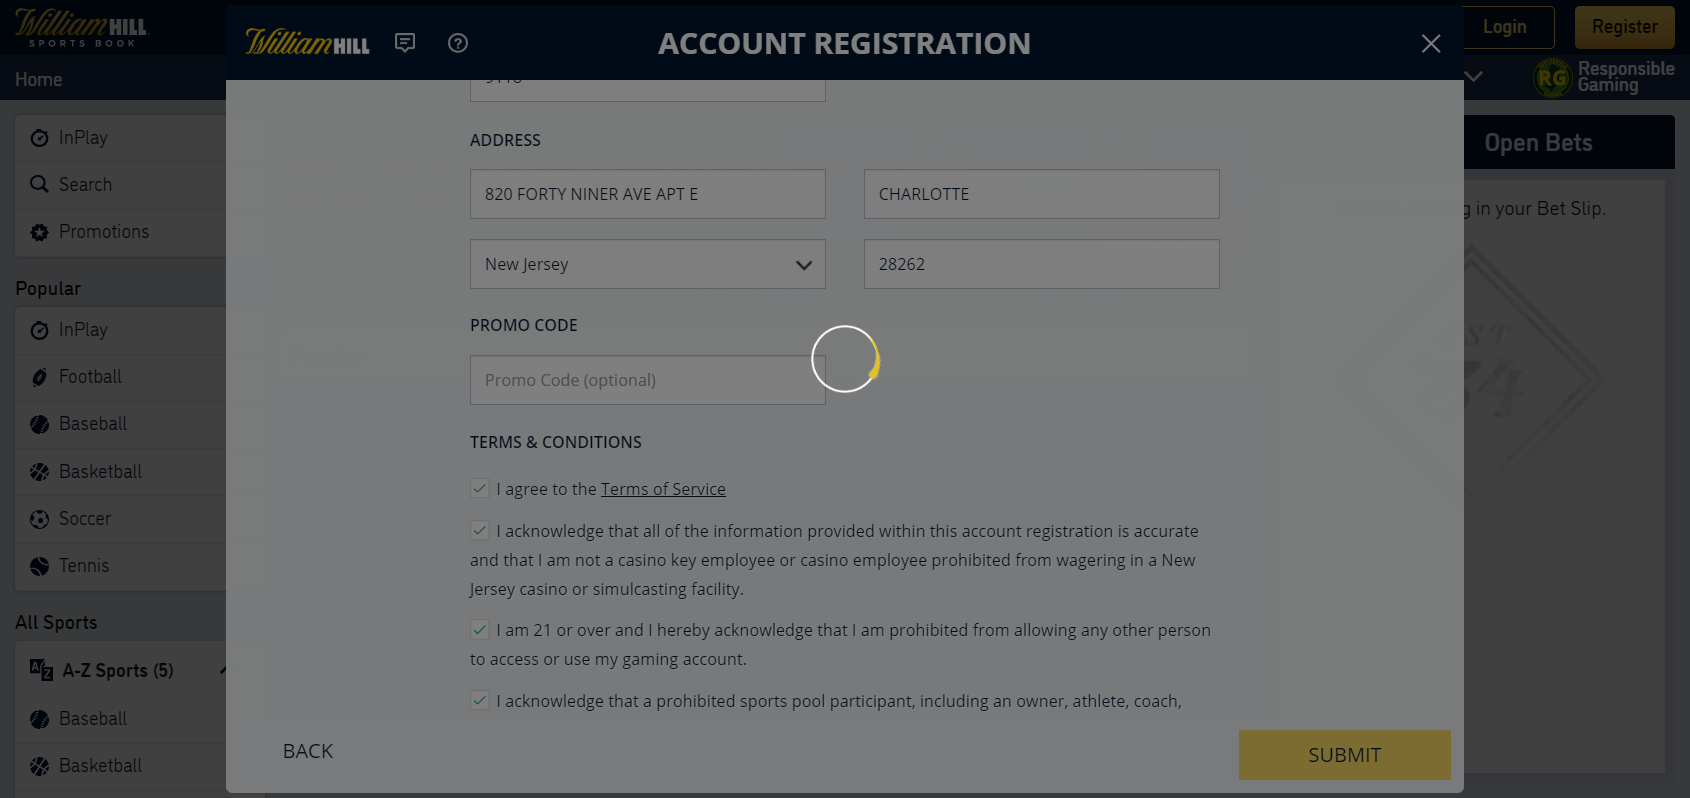 William HILL
SPORTS BOOK
William HILL
ACCOUNT REGISTRATION
Login
Register
Home
RG
Responsible
Gaming
InPlay
Search
Promotions
Popular
InPlay
Football
Baseball
Basketball
Soccer
Tennis
All Sports
A-Z Sports (5)
Baseball
Basketball
ADDRESS
820 FORTY NINER AVE APT E
CHARLOTTE
New Jersey
28262
PROMO CODE
Promo Code (optional)
TERMS & CONDITIONS
I agree to the Terms of Service
I acknowledge that all of the information provided within this account registration is accurate
and that I am not a casino key employee or casino employee prohibited from wagering in a New
Jersey casino or simulcasting facility.
I am 21 or over and I hereby acknowledge that I am prohibited from allowing any other person
to access or use my gaming account.
I acknowledge that a prohibited sports pool participant, including an owner, athlete, coach,
BACK
SUBMIT
Open Bets
in your Bet Slip.